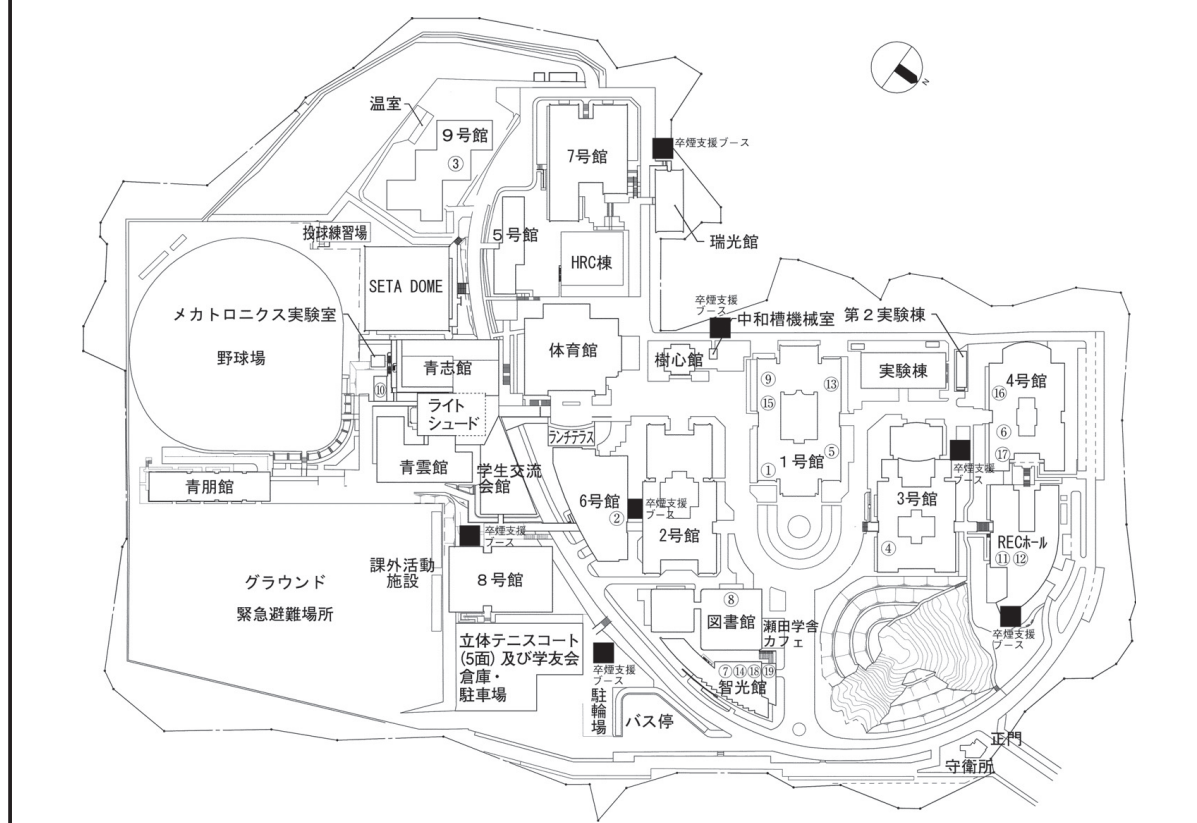 N
温室
9号館
③
7号館
卒煙支援ブース
投球練習場
5号館
瑞光館
HRC棟
SETA DOME
メカトロニクス実験室
野球場
卒煙支援
ブース
中和槽機械室
第2実験棟
体育館
樹心館
実験棟
4号館
青志館
⑩
⑨
⑬
⑮
⑯
ライト
シュード
ランチテラス
⑥
⑰
1号館
⑤
①
青雲館
学生交流
会館
卒煙支援
ブース
青朋館
6号館
②
卒煙支援
ブース
2号館
3号館
④
RECホール
⑪
⑫
卒煙支援
ブース
課外活動
施設
8号館
グラウンド
緊急避難場所
⑧
図書館
瀬田学舎
カフェ
卒煙支援
ブース
立体テニスコート
(5面) 及び学友会
倉庫・
駐車場
卒煙支援
ブース
⑦⑭⑱⑲
智光館
駐輪場
バス停
正門
守衛所